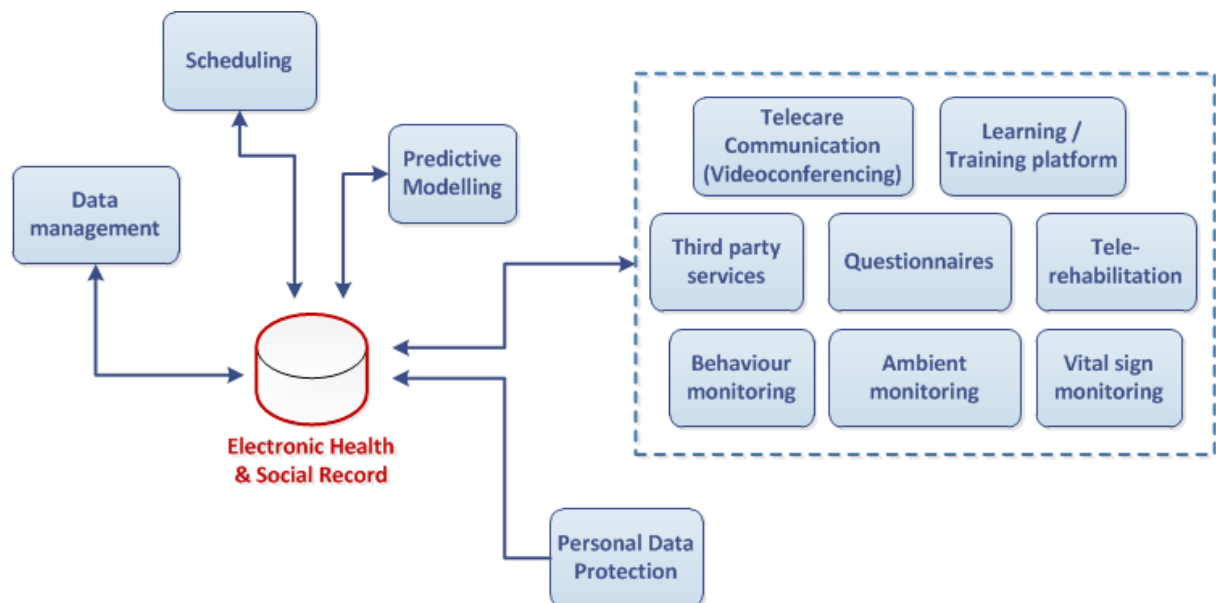 Scheduling
Predictive
Modelling
Data
management
Telecare
Communication
(Videoconferencing)
Learning /
Training platform
Third party
services
Questionnaires
Tele-
rehabilitation
Behaviour
monitoring
Ambient
monitoring
Vital sign
monitoring
Electronic Health
& Social Record
Personal Data
Protection